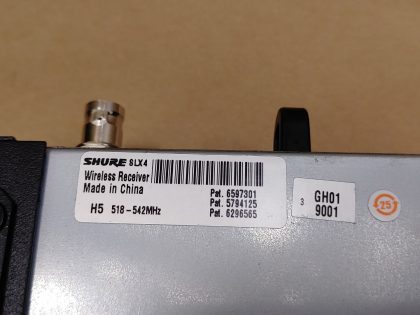 SHURE SLX4
Wireless Receiver
Made in China
Pat. 6597301
Pat. 5794125
Pat. 6296565
H5 518-542MHz
3
GH01
9001
25